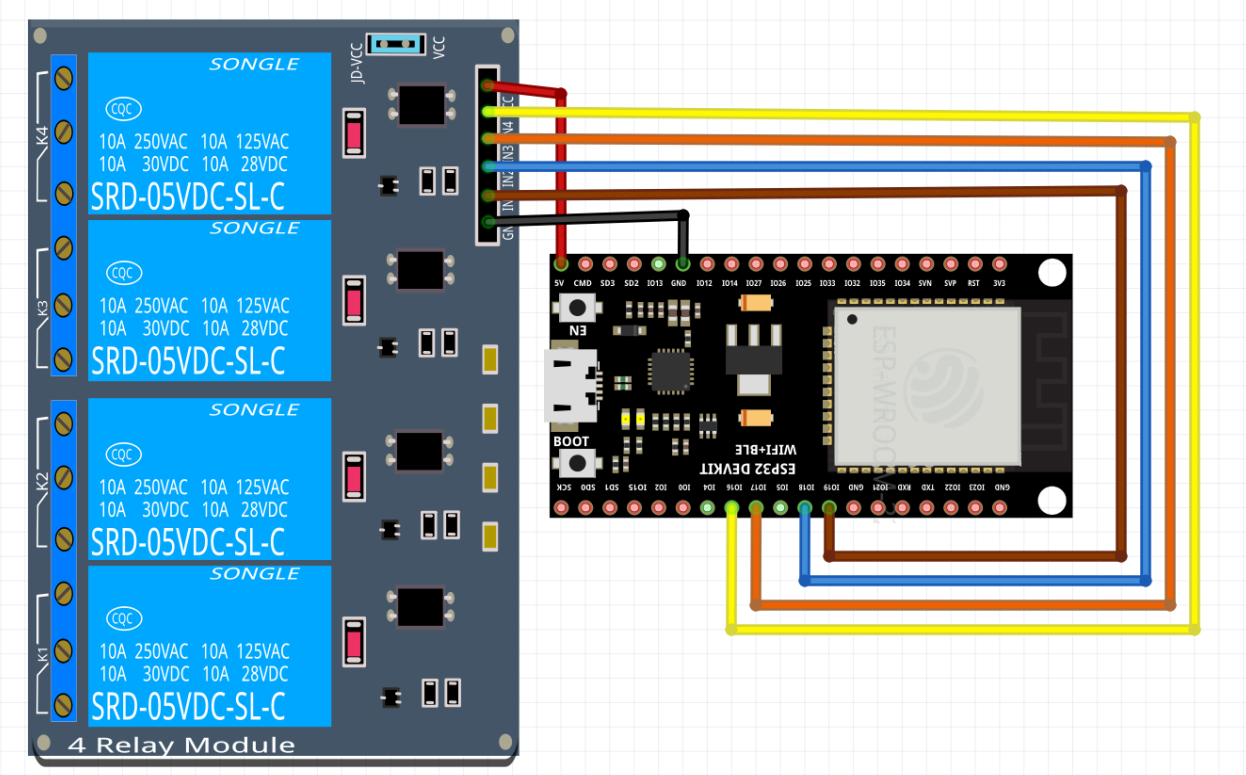 JD-VCC
VCC
K4
SONGLE
CQC
10A 250VAC 10A 125VAC
10A 30VDC 10A 28VDC
SRD-05VDC-SL-C
IN3
IN2
K3
SONGLE
CQC
10A 250VAC 10A 125VAC
10A 30VDC 10A 28VDC
SRD-05VDC-SL-C
K2
SONGLE
CQC
10A 250VAC 10A 125VAC
10A 30VDC 10A 28VDC
SRD-05VDC-SL-C
K1
SONGLE
CQC
10A 250VAC 10A 125VAC
10A 30VDC 10A 28VDC
SRD-05VDC-SL-C
4 Relay Module
5V CMD SD3 SD2 IO13 GND IO12 IO14 IO27 IO26 IO25 IO33 IO32 IO35 IO34 SVN SVP RST 3V3
EN
BOOT
ESP32 DEVKIT
WIFI+BLE
ESP-WROOM-32
SCK SD0 SD1 IO15 IO2 IO0 IO4 IO16 IO17 IO5 IO18 IO19 GND IO21 RXD TXD IO22 IO23 GND